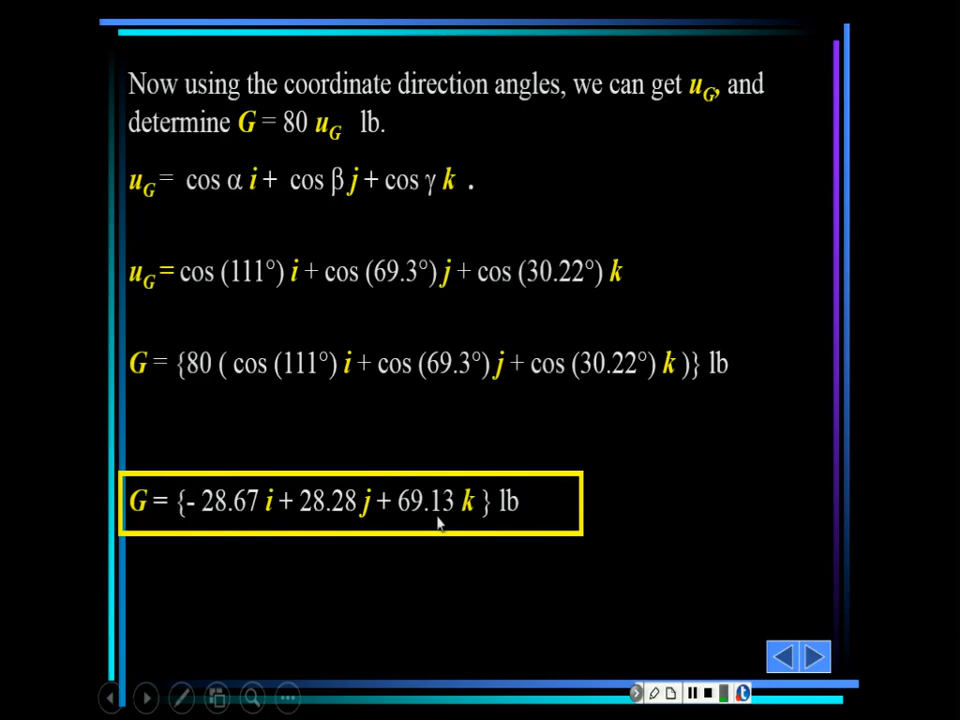 Now using the coordinate direction angles, we can get uG, and
determine G = 80 uG lb.
uG = cos α i + cos β j + cos γ k .
uG = cos (111°) i + cos (69.3°) j + cos (30.22°) k
G = {80 ( cos (111°) i + cos (69.3°) j + cos (30.22°) k )} lb
G = {- 28.67 i + 28.28 j + 69.13 k } lb